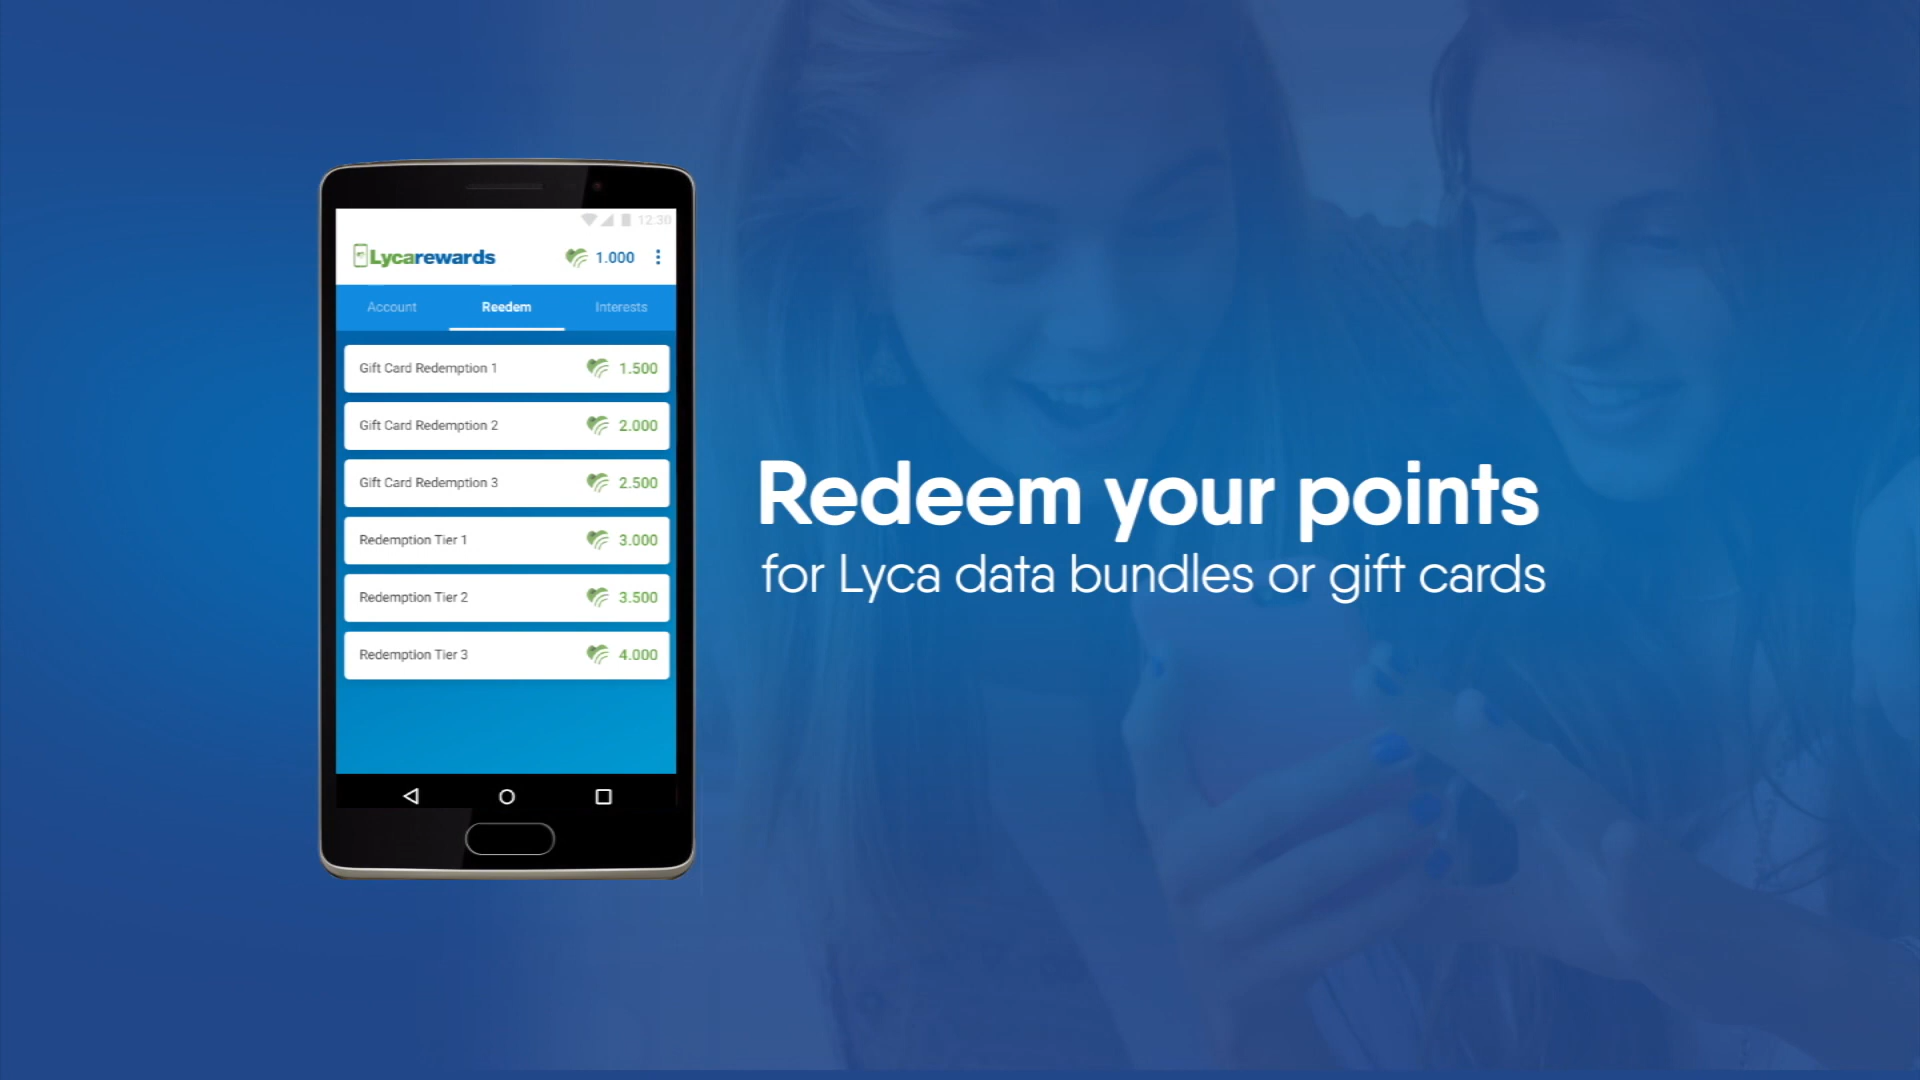 12:30
Lycarewards 1.000
Account Reedem Interests
Gift Card Redemption 1 1.500
Gift Card Redemption 2 2.000
Gift Card Redemption 3 2.500
Redemption Tier 1 3.000
Redemption Tier 2 3.500
Redemption Tier 3 4.000
Redeem your points
for Lyca data bundles or gift cards